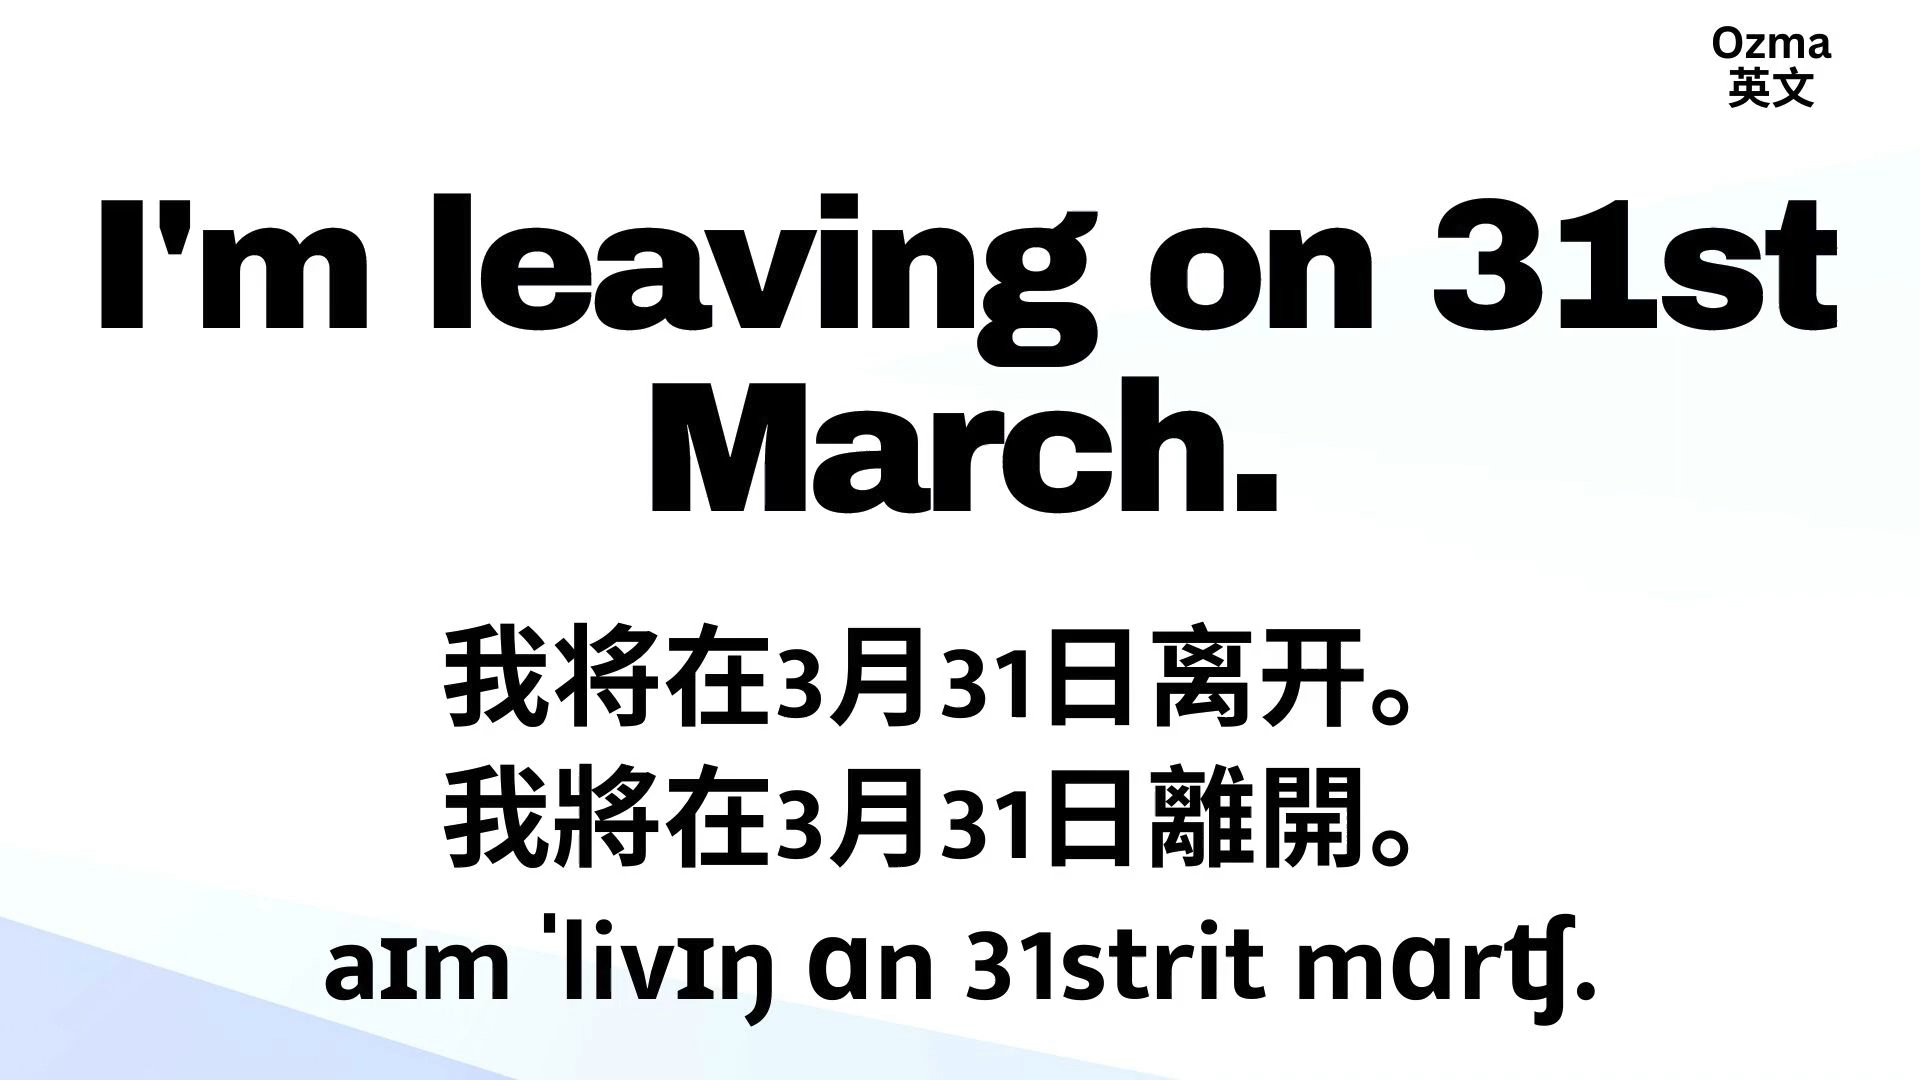 Ozma
英文
I'm leaving on 31st
March.
我将在3月31日离开。
我將在3月31日離開。
aɪm ˈlivɪŋ ɑn 31strit mɑrʧ.